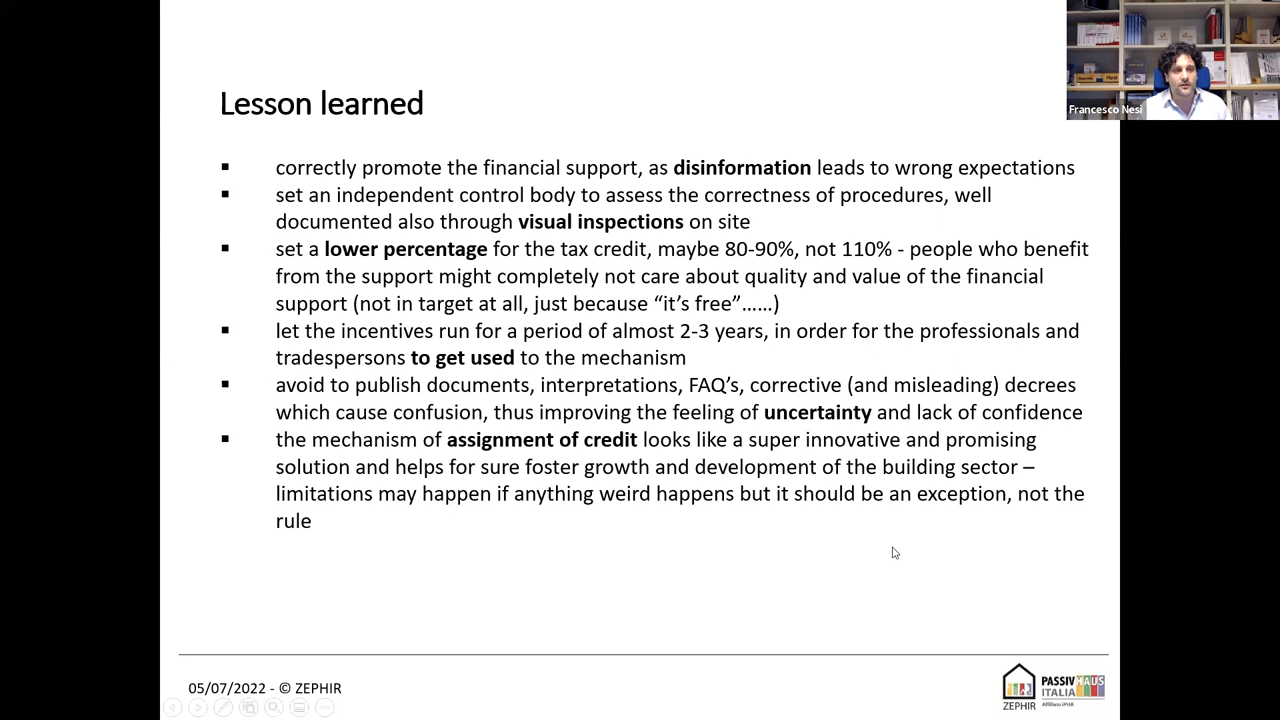 Francesco Nesi
Lesson learned
▪ correctly promote the financial support, as disinformation leads to wrong expectations
▪ set an independent control body to assess the correctness of procedures, well
documented also through visual inspections on site
▪ set a lower percentage for the tax credit, maybe 80-90%, not 110% - people who benefit
from the support might completely not care about quality and value of the financial
support (not in target at all, just because “it’s free”……)
▪ let the incentives run for a period of almost 2-3 years, in order for the professionals and
tradespersons to get used to the mechanism
▪ avoid to publish documents, interpretations, FAQ’s, corrective (and misleading) decrees
which cause confusion, thus improving the feeling of uncertainty and lack of confidence
▪ the mechanism of assignment of credit looks like a super innovative and promising
solution and helps for sure foster growth and development of the building sector –
limitations may happen if anything weird happens but it should be an exception, not the
rule
05/07/2022 - © ZEPHIR
ZEPHIR
PASSIVHAUS
ITALIA
Affiliato iPHA